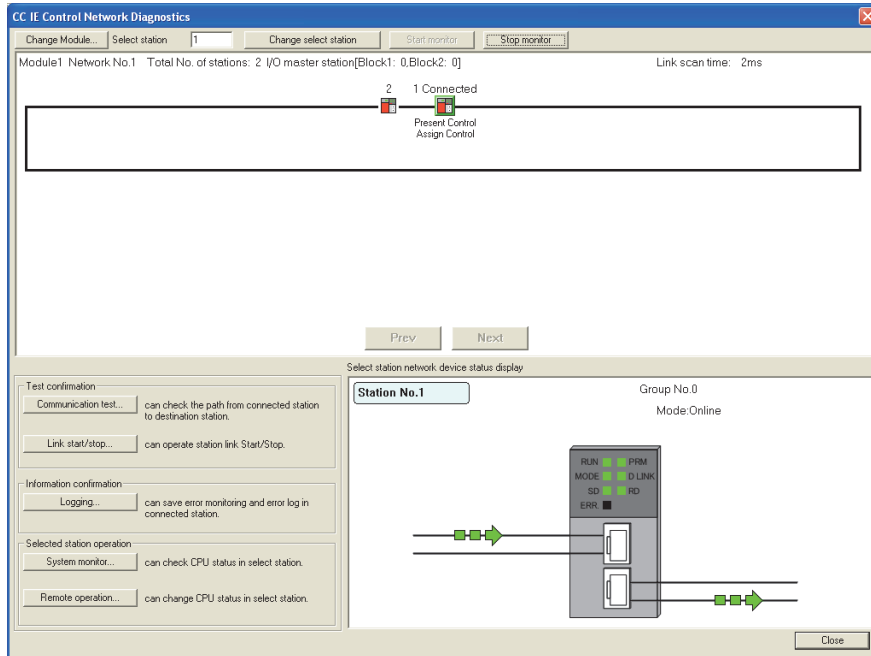 CC IE Control Network Diagnostics
Change Module... Select station 1 Change select station Start monitor Stop monitor
Module1 Network No.1 Total No. of stations: 2 I/O master station[Block1: 0,Block2: 0] Link scan time: 2ms
2 1 Connected
Present Control
Assign Control
Prev Next
Select station network device status display
Test confirmation
Communication test... can check the path from connected station
to destination station.
Link start/stop... can operate station link Start/Stop.
Information confirmation
Logging... can save error monitoring and error log in
connected station.
Selected station operation
System monitor... can check CPU status in select station.
Remote operation... can change CPU status in select station.
Station No.1 Group No.0
Mode:Online
RUN PRM
MODE D LINK
SD RD
ERR.
Close